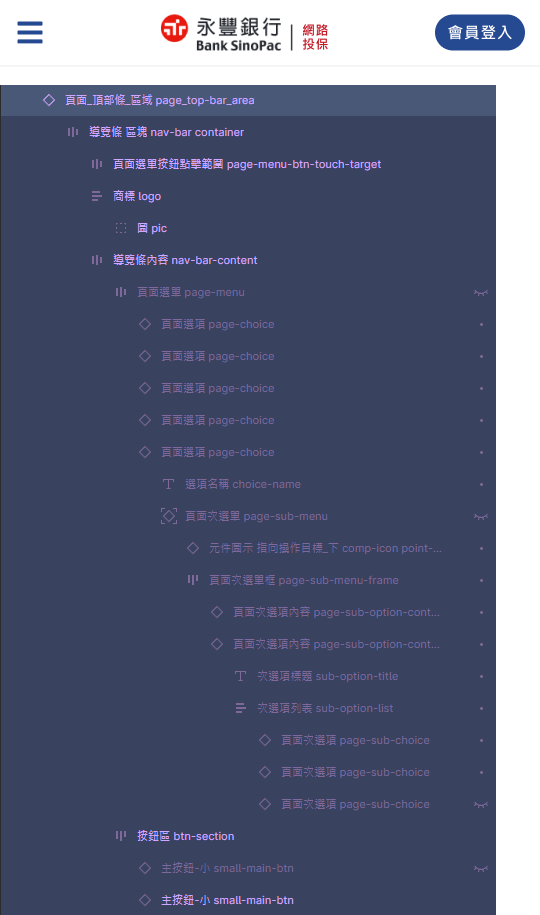 永豐銀行
Bank SinoPac
網路
投保
會員登入
頁面_頂部條_區域 page_top-bar_area
導覽條 區塊 nav-bar container
頁面選單按鈕點擊範圍 page-menu-btn-touch-target
商標 logo
圖 pic
導覽條內容 nav-bar-content
頁面選單 page-menu
頁面選項 page-choice
頁面選項 page-choice
頁面選項 page-choice
頁面選項 page-choice
頁面選項 page-choice
選項名稱 choice-name
頁面次選單 page-sub-menu
元件圖示 指向操作目標_下 comp-icon point-...
頁面次選單框 page-sub-menu-frame
頁面次選項內容 page-sub-option-cont...
頁面次選項內容 page-sub-option-cont...
次選項標題 sub-option-title
次選項列表 sub-option-list
頁面次選項 page-sub-choice
頁面次選項 page-sub-choice
頁面次選項 page-sub-choice
按鈕區 btn-section
主按鈕-小 small-main-btn
主按鈕-小 small-main-btn